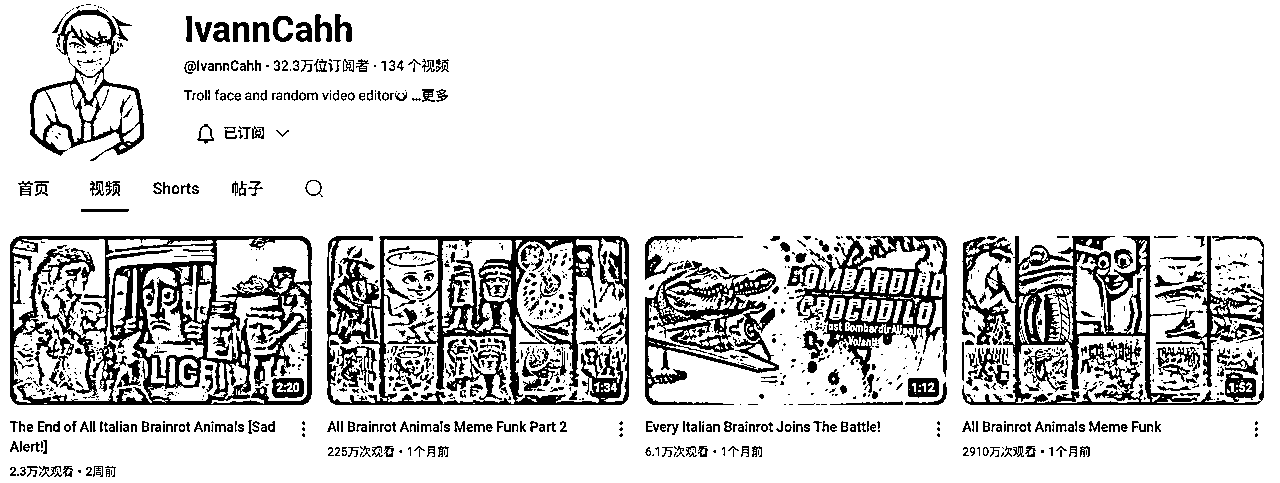 IvannCahh
@IvannCahh · 32.3万位订阅者 · 134 个视频
Troll face and random video editor ...更多
已订阅
首页 视频 Shorts 帖子
BOMBARDIRO
CROCODILO
2:20
1:34
1:12
1:52
The End of All Italian Brainrot Animals [Sad
Alert!]
2.3万次观看 · 2周前
All Brainrot Animals Meme Funk Part 2
225万次观看 · 1个月前
Every Italian Brainrot Joins The Battle!
6.1万次观看 · 1个月前
All Brainrot Animals Meme Funk
2910万次观看 · 1个月前